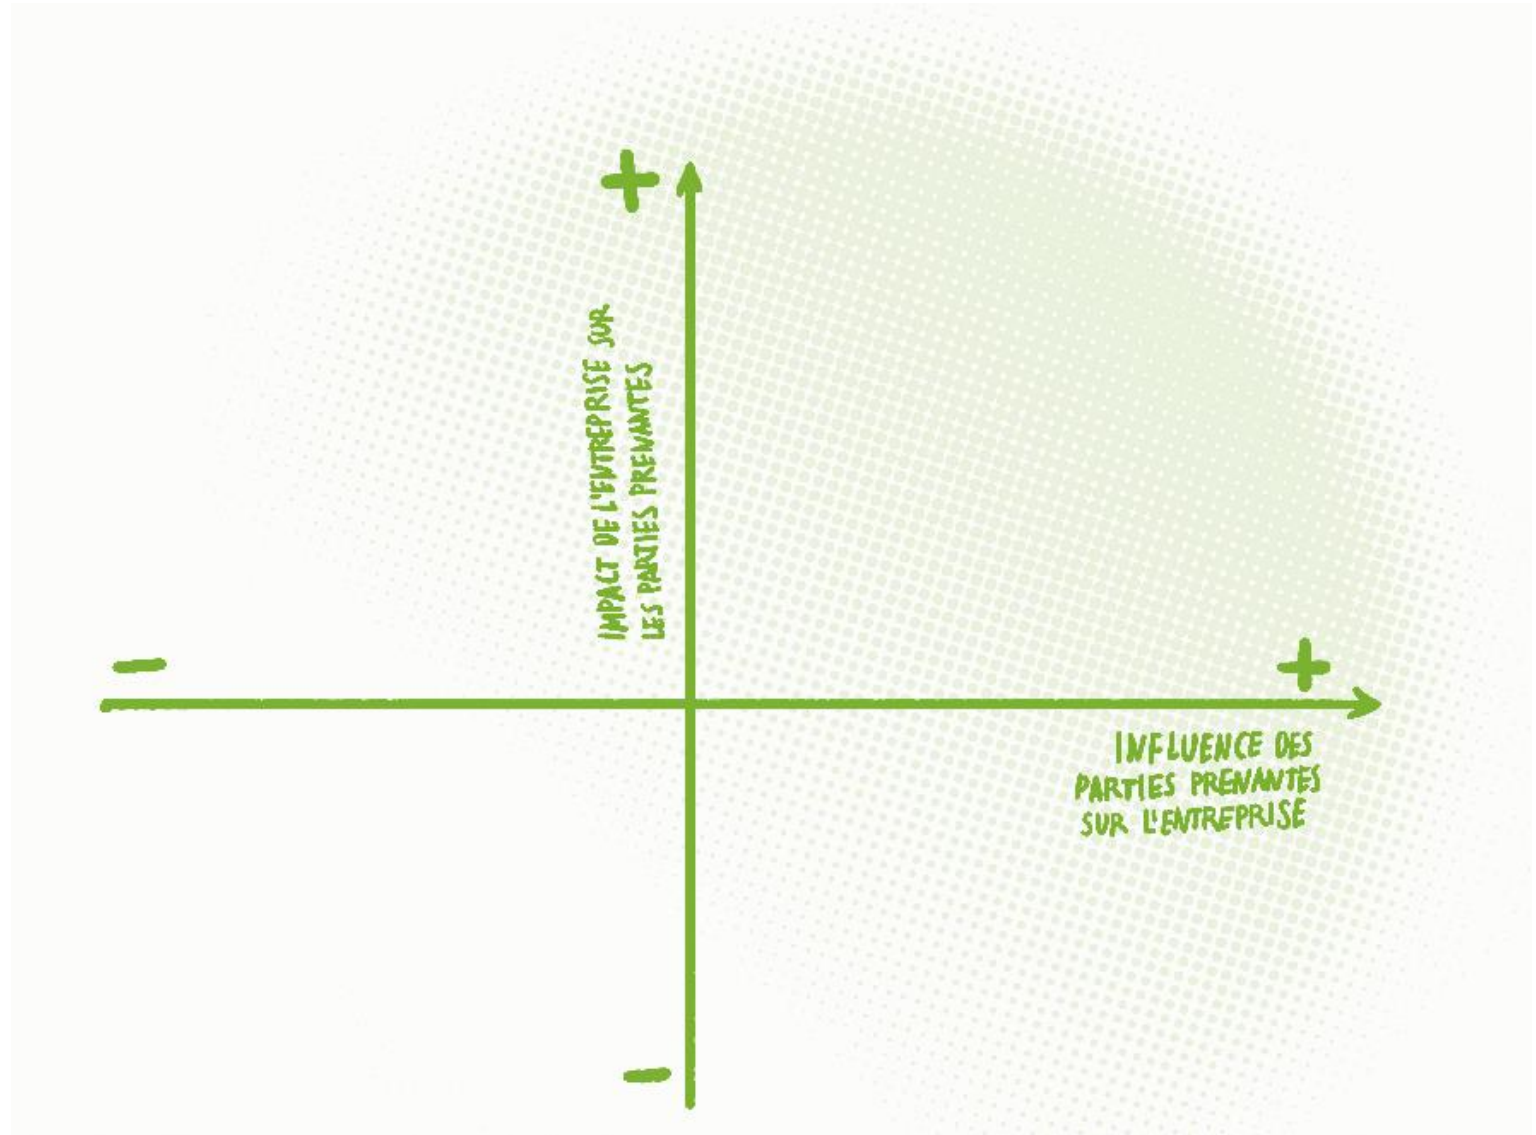 +
IMPACT DE L'ENTREPRISE SUR
LES PARTIES PRENANTES
-
+
INFLUENCE DES
PARTIES PRENANTES
SUR L'ENTREPRISE
-